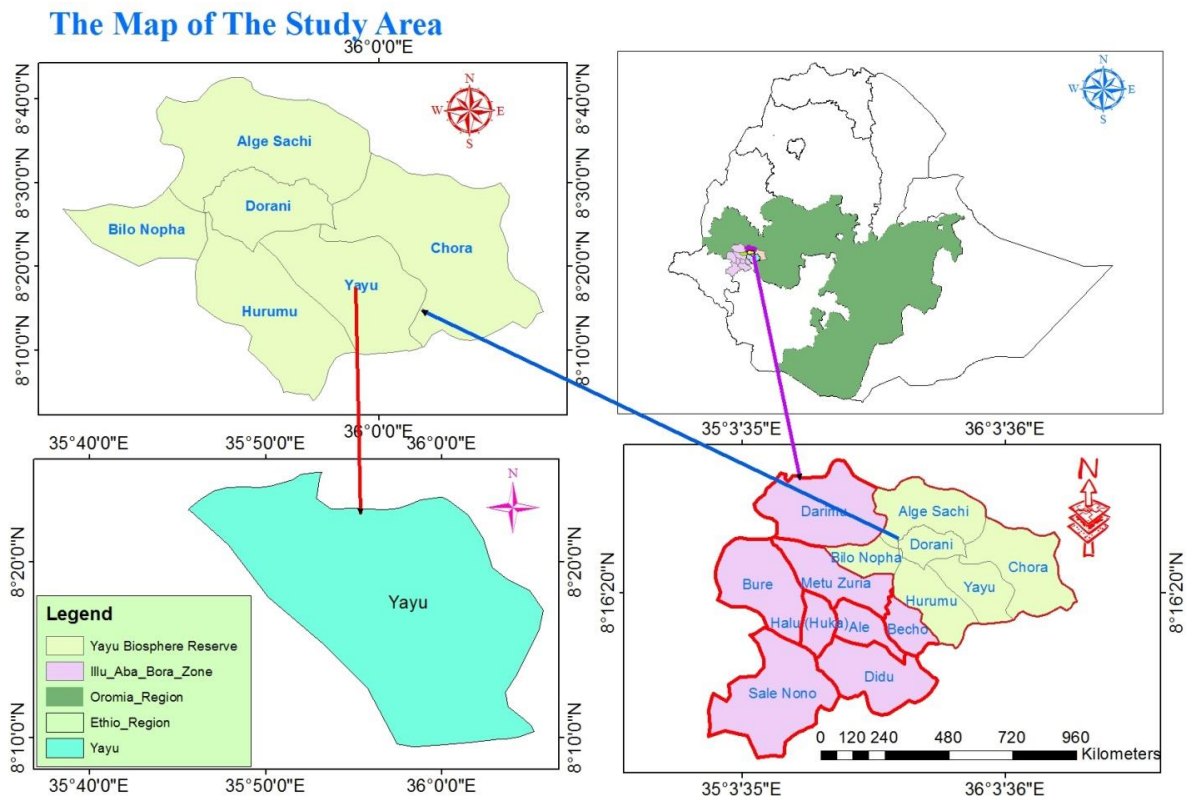 The Map of The Study Area
36°0'0"E
8°40'0"N
8°30'0"N
8°20'0"N
8°10'0"N
N
W
E
S
Alge Sachi
Dorani
Bilo Nopha
Chora
Yayu
Hurumu
8°40'0"N
8°30'0"N
8°20'0"N
8°10'0"N
36°0'0"E
N
W
E
S
35°3'35"E
36°3'36"E
35°40'0"E
35°50'0"E
36°0'0"E
N
Yayu
8°20'0"N
8°10'0"N
8°20'0"N
8°10'0"N
Legend
Yayu Biosphere Reserve
Illu_Aba_Bora_Zone
Oromia_Region
Ethio_Region
Yayu
35°40'0"E
35°50'0"E
36°0'0"E
N
Darimu
Alge Sachi
Dorani
Bilo Nopha
Chora
Bure
Metu Zuria
Yayu
Hurumu
Halu (Huka)
Ale
Becho
Didu
Sale Nono
8°16'20"N
8°16'20"N
0 120 240 480 720 960
Kilometers
35°3'35"E
36°3'36"E